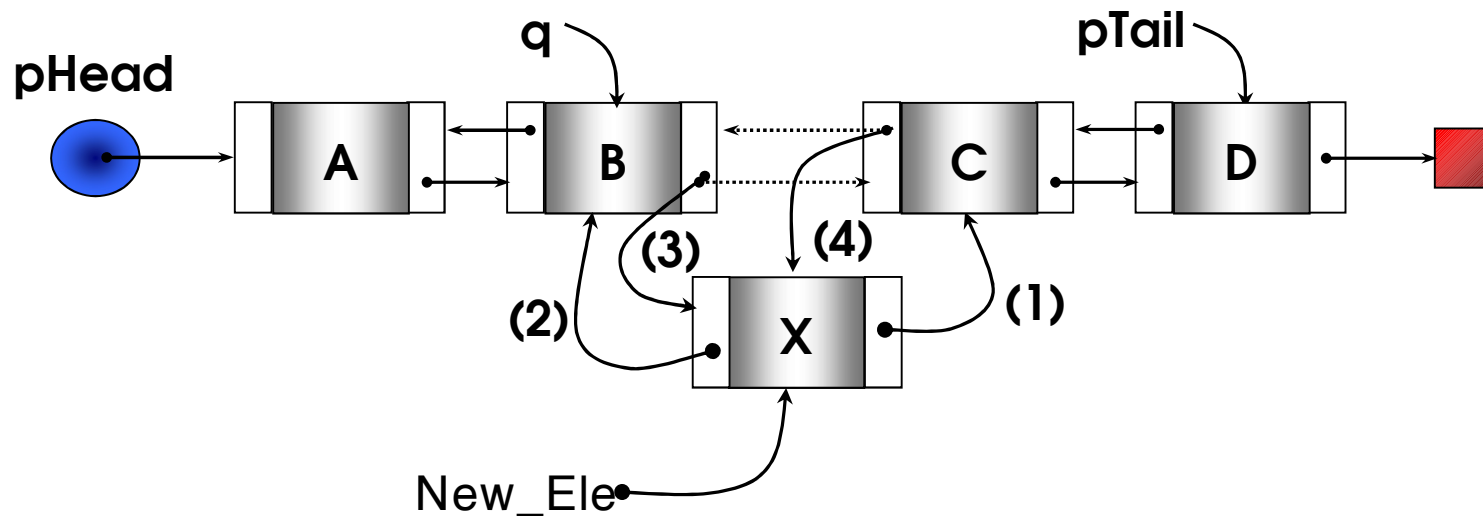 q
pTail
pHead
A
B
C
D
(3)
(4)
(2)
(1)
X
New_Ele